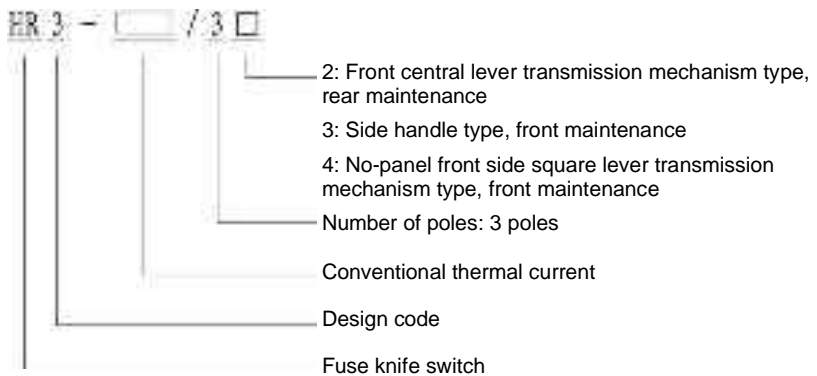 HR 3 - □ / 3 □
2: Front central lever transmission mechanism type,
rear maintenance
3: Side handle type, front maintenance
4: No-panel front side square lever transmission
mechanism type, front maintenance
Number of poles: 3 poles
Conventional thermal current
Design code
Fuse knife switch